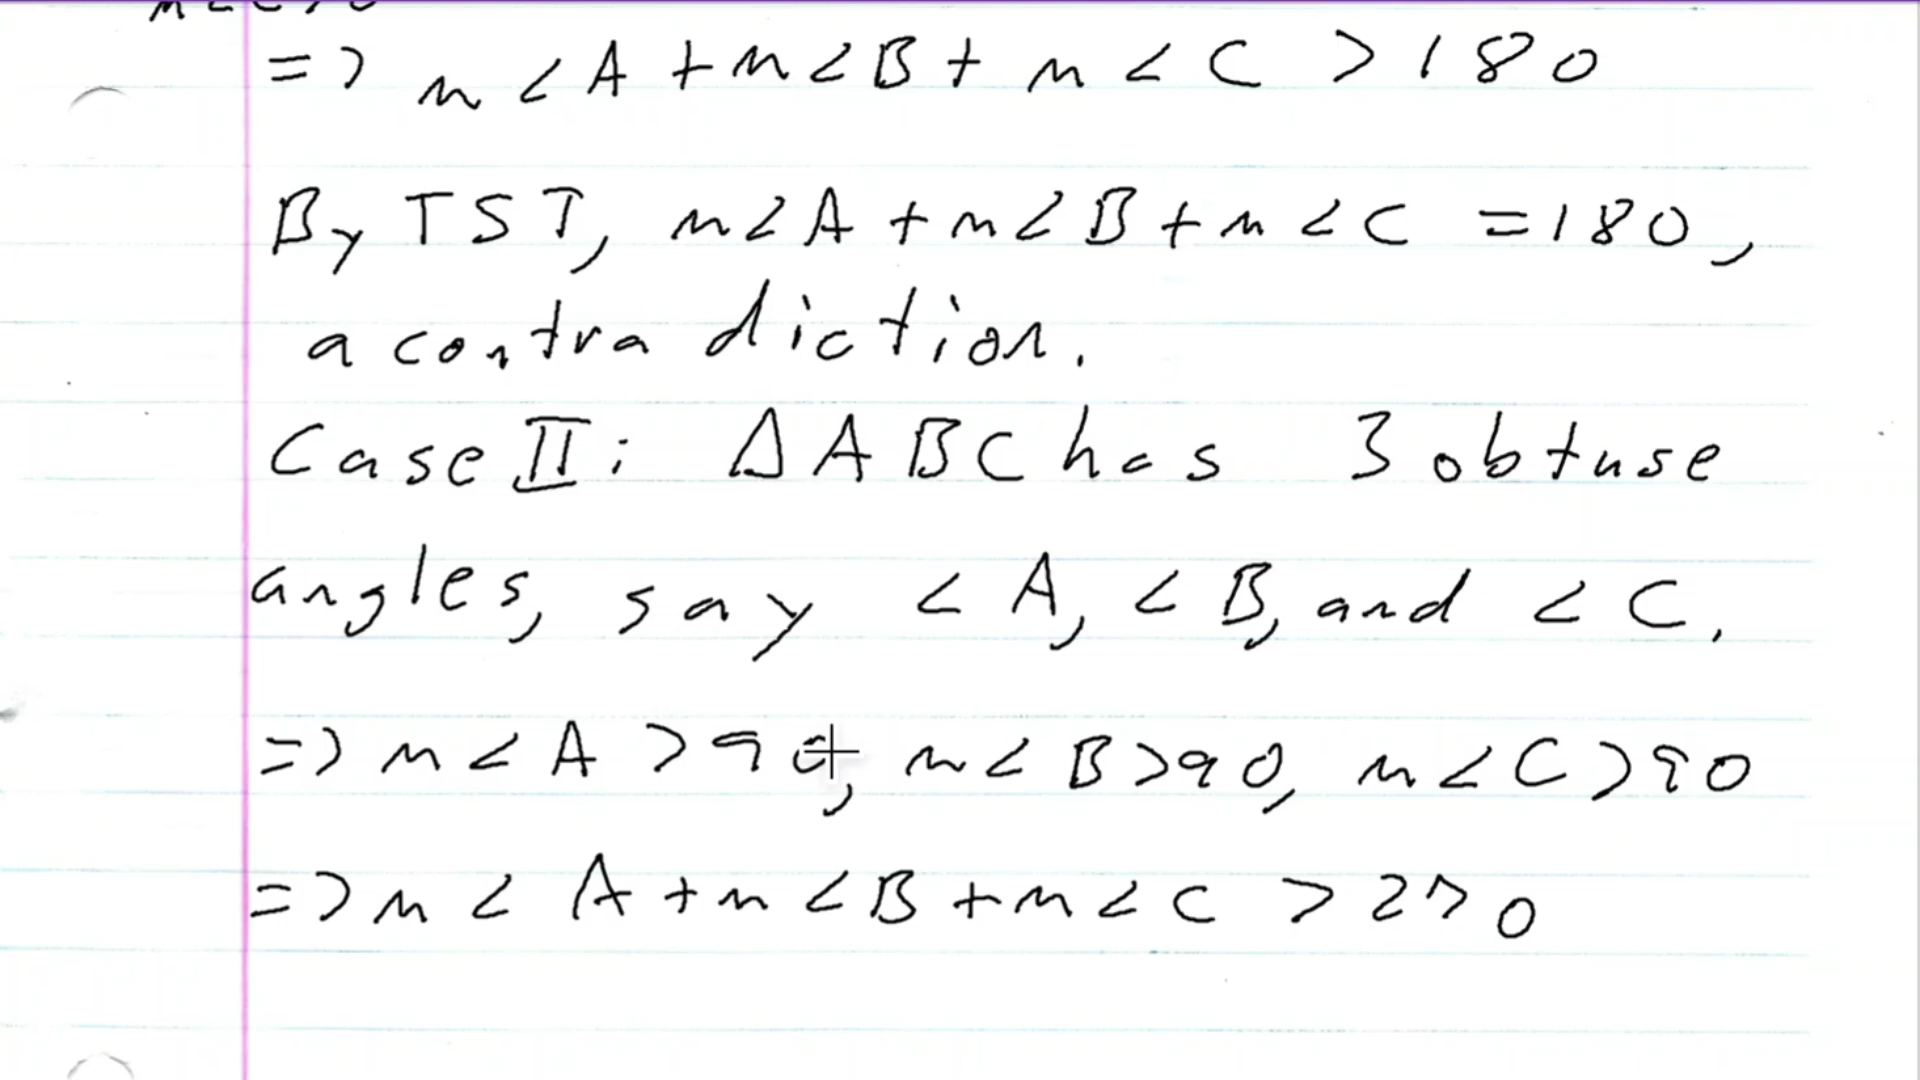 => m<A + m<B + m<C > 180
By TST, m<A + m<B + m<C = 180,
a contradiction.
Case II: ΔABC has 3 obtuse
angles, say <A, <B, and <C.
=> m<A > 90, m<B > 90, m<C > 90
=> m<A + m<B + m<C > 270